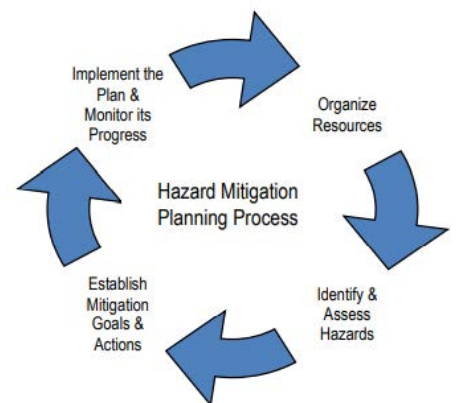 Implement the
Plan &
Monitor its
Progress
Organize
Resources
Hazard Mitigation
Planning Process
Establish
Mitigation
Goals &
Actions
Identify &
Assess
Hazards